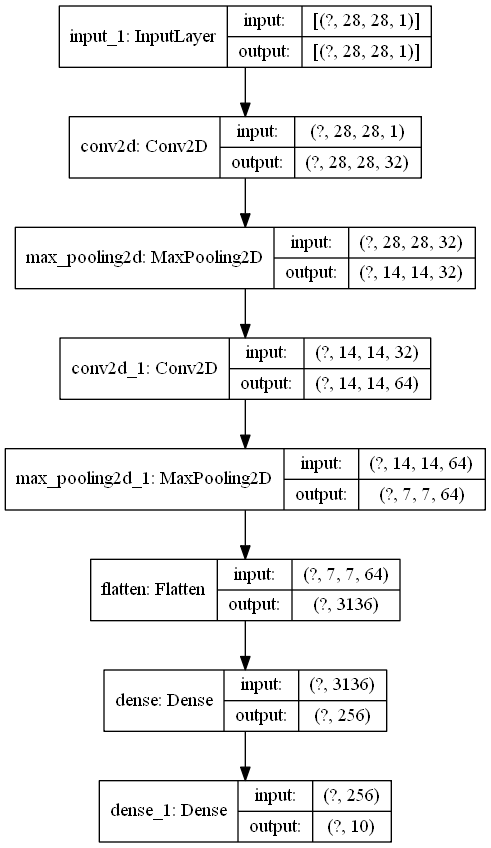 input_1: InputLayer
input:
[(?, 28, 28, 1)]
output:
[(?, 28, 28, 1)]
conv2d: Conv2D
input:
(?, 28, 28, 1)
output:
(?, 28, 28, 32)
max_pooling2d: MaxPooling2D
input:
(?, 28, 28, 32)
output:
(?, 14, 14, 32)
conv2d_1: Conv2D
input:
(?, 14, 14, 32)
output:
(?, 14, 14, 64)
max_pooling2d_1: MaxPooling2D
input:
(?, 14, 14, 64)
output:
(?, 7, 7, 64)
flatten: Flatten
input:
(?, 7, 7, 64)
output:
(?, 3136)
dense: Dense
input:
(?, 3136)
output:
(?, 256)
dense_1: Dense
input:
(?, 256)
output:
(?, 10)